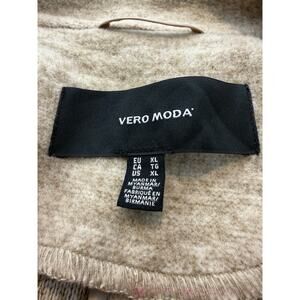 VERO MODA
EU XL
CA TG
US XL
MADE IN
MYANMAR/
BURMA
FABRIQUÉ EN
MYANMAR/
BIRMANIE